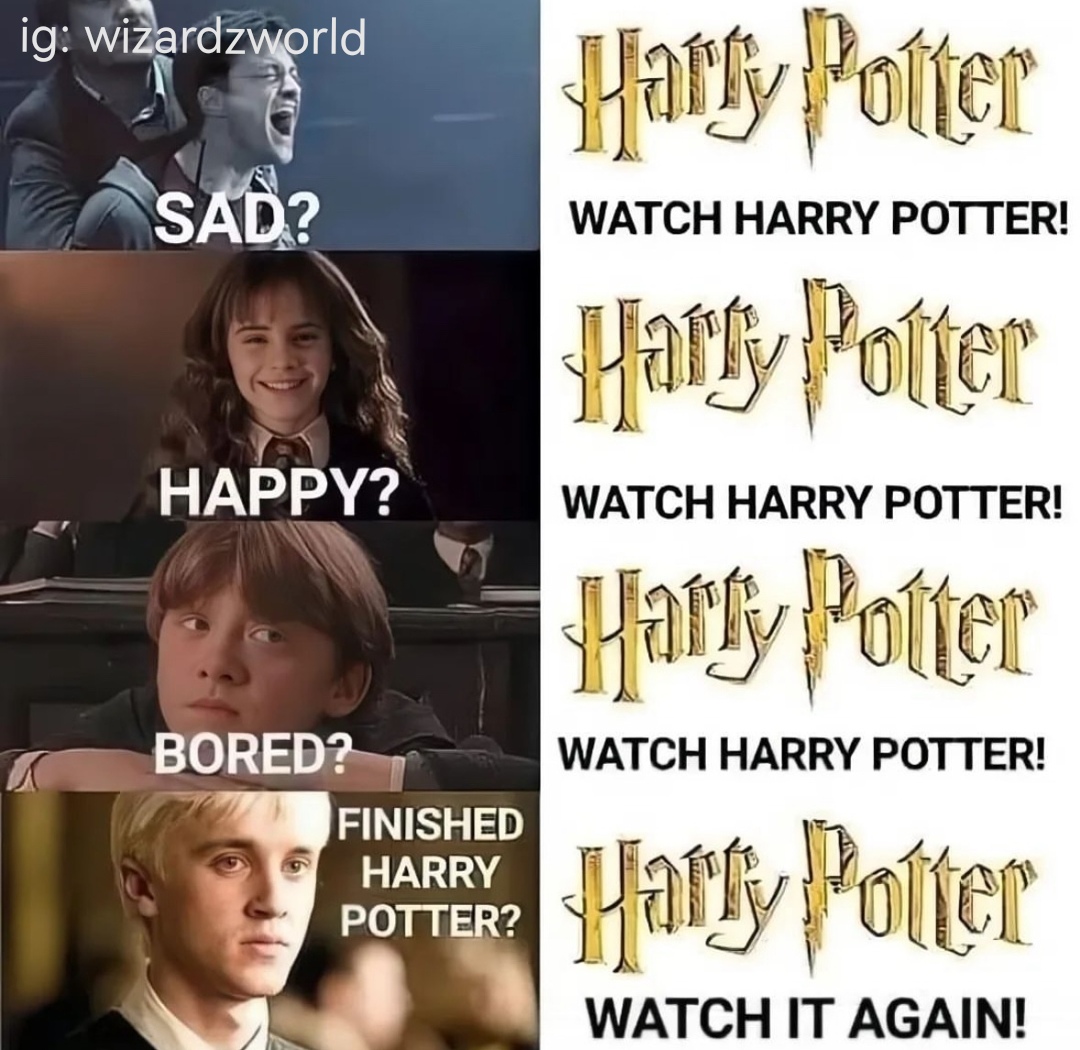 ig: wizardzworld
Harry Potter
SAD?
WATCH HARRY POTTER!
Harry Potter
HAPPY?
WATCH HARRY POTTER!
Harry Potter
BORED?
WATCH HARRY POTTER!
FINISHED
HARRY
POTTER?
Harry Potter
WATCH IT AGAIN!